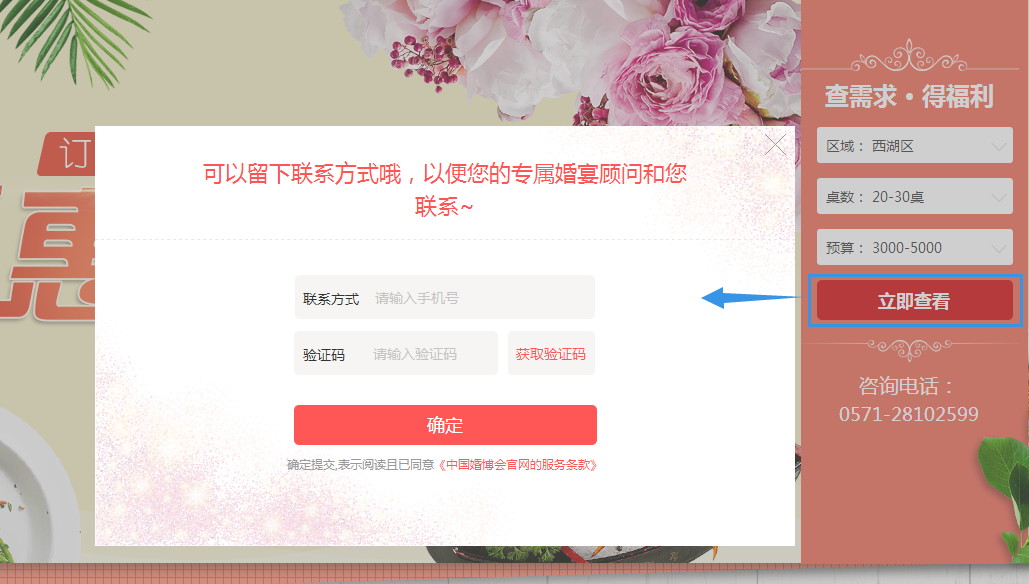 订
惠
可以留下联系方式哦，以便您的专属婚宴顾问和您
联系~
联系方式 请输入手机号
验证码 请输入验证码 获取验证码
确定
确定提交,表示阅读且已同意《中国婚博会官网的服务条款》
查需求·得福利
区域： 西湖区
桌数： 20-30桌
预算： 3000-5000
立即查看
咨询电话：
0571-28102599